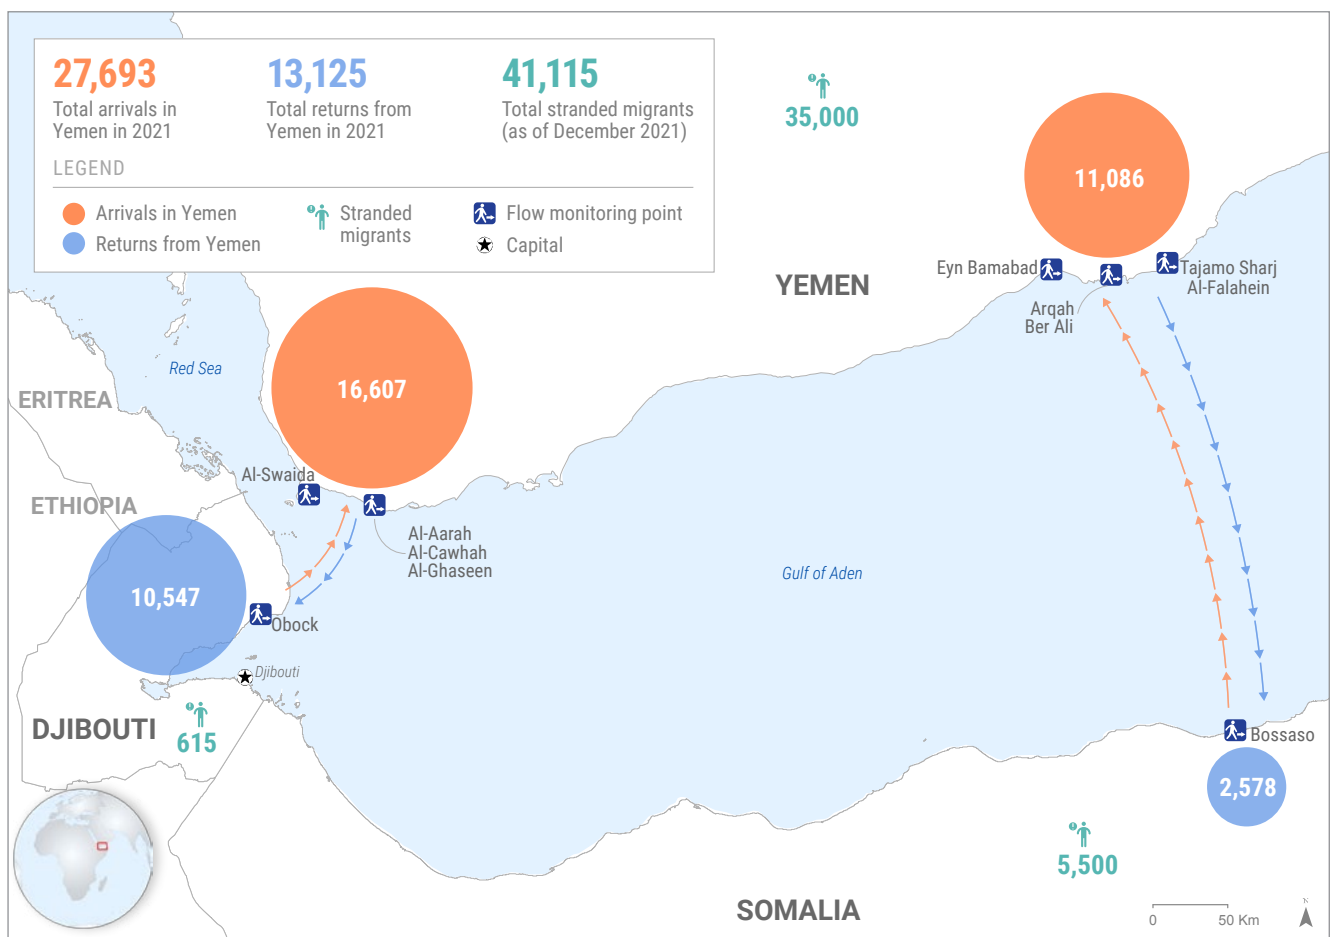 27,693
Total arrivals in
Yemen in 2021
13,125
Total returns from
Yemen in 2021
41,115
Total stranded migrants
(as of December 2021)
LEGEND
Arrivals in Yemen
Returns from Yemen
Stranded
migrants
Flow monitoring point
Capital
35,000
11,086
YEMEN
Eyn Bamabad
Tajamo Sharj
Al-Falahein
Arqah
Ber Ali
Red Sea
16,607
ERITREA
Al-Swaida
ETHIOPIA
Al-Aarah
Al-Cawhah
Al-Ghaseen
Gulf of Aden
10,547
Obock
Djibouti
DJIBOUTI
615
Bossaso
2,578
5,500
SOMALIA
0
50 Km
N